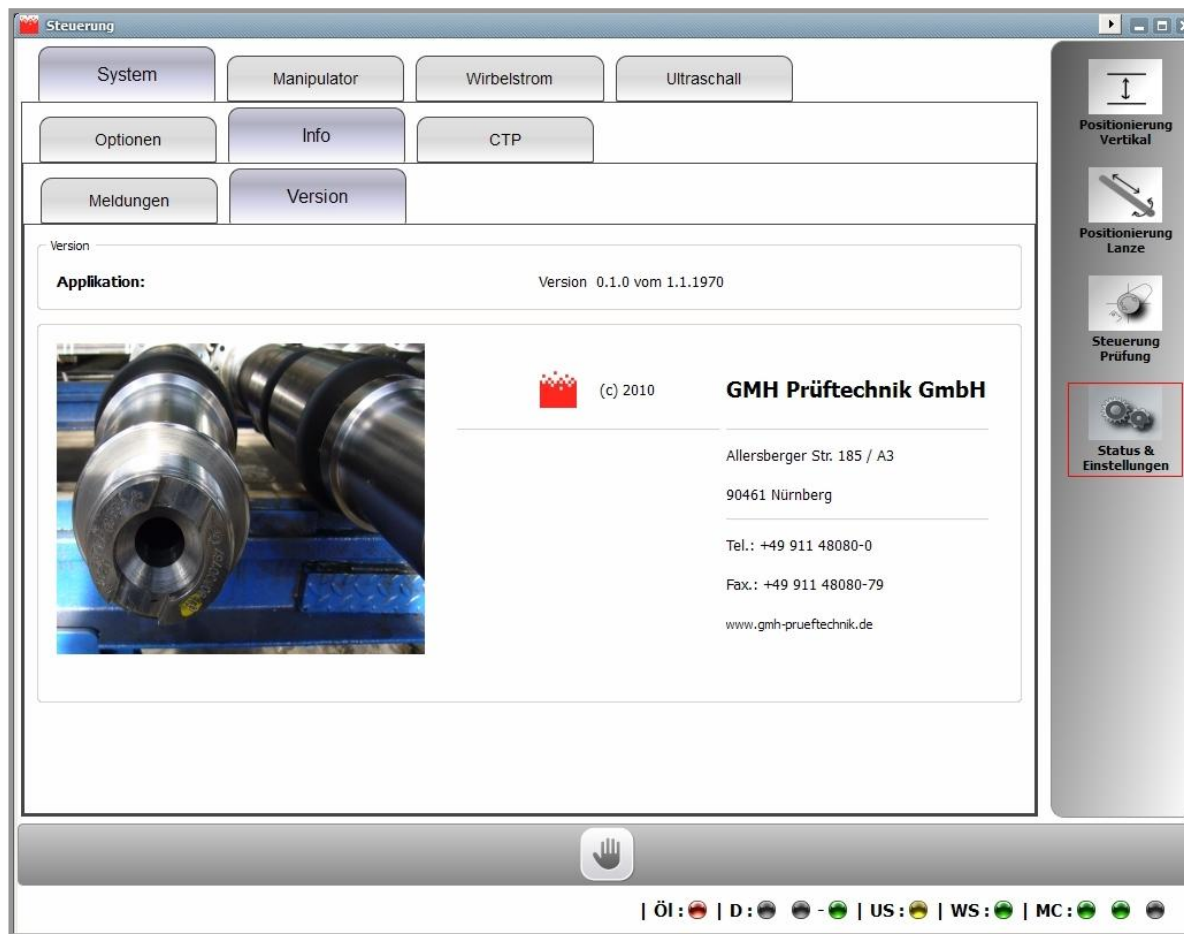 Steuerung
System
Manipulator
Wirbelstrom
Ultraschall
Optionen
Info
CTP
Meldungen
Version
Version
Applikation:
Version 0.1.0 vom 1.1.1970
(c) 2010
GMH Prüftechnik GmbH
Allersberger Str. 185 / A3
90461 Nürnberg
Tel.: +49 911 48080-0
Fax.: +49 911 48080-79
www.gmh-prueftechnik.de
Positionierung
Vertikal
Positionierung
Lanze
Steuerung
Prüfung
Status &
Einstellungen
| Öl : | D : - | US : | WS : | MC :